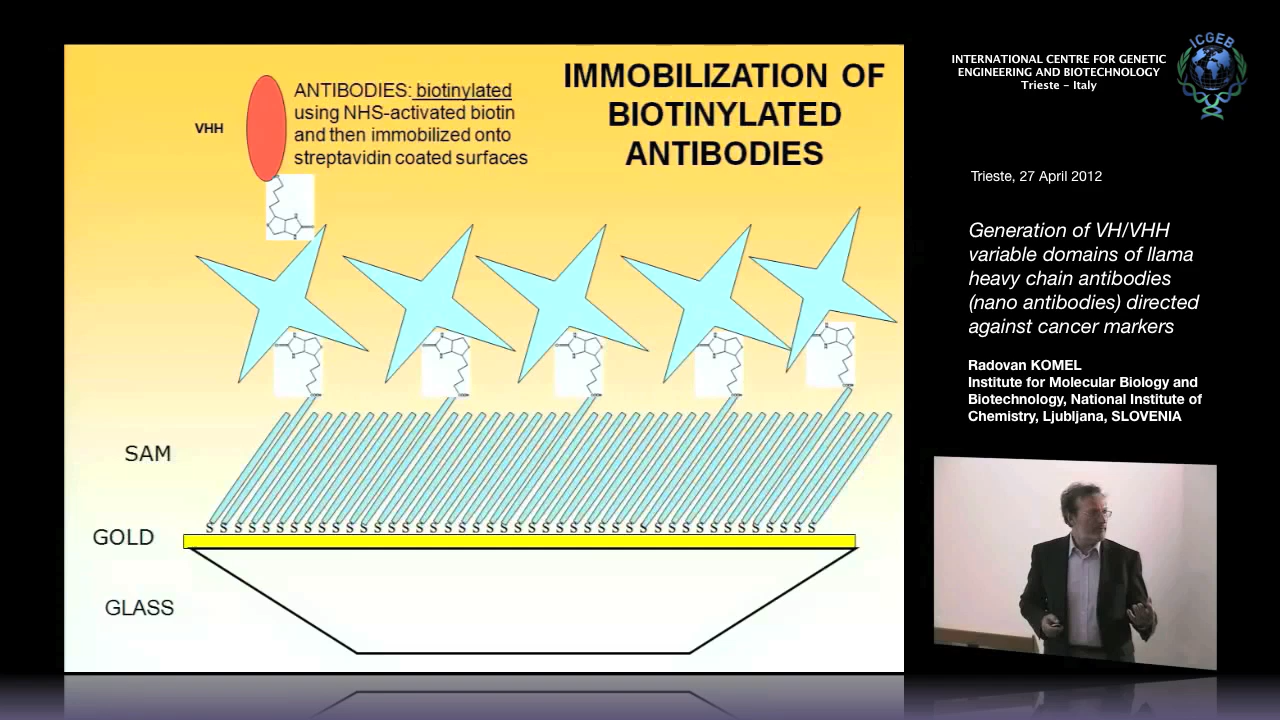 IMMOBILIZATION OF
BIOTINYLATED
ANTIBODIES
ANTIBODIES: biotinylated
using NHS-activated biotin
and then immobilized onto
streptavidin coated surfaces
VHH
SAM
S S S S S S S S S S S S S S S S S S S S S S S S S S S S S S S S S S S S S S S S S S S S
GOLD
GLASS
INTERNATIONAL CENTRE FOR GENETIC
ENGINEERING AND BIOTECHNOLOGY
Trieste - Italy
ICGEB
Trieste, 27 April 2012
Generation of VH/VHH
variable domains of llama
heavy chain antibodies
(nano antibodies) directed
against cancer markers
Radovan KOMEL
Institute for Molecular Biology and
Biotechnology, National Institute of
Chemistry, Ljubljana, SLOVENIA